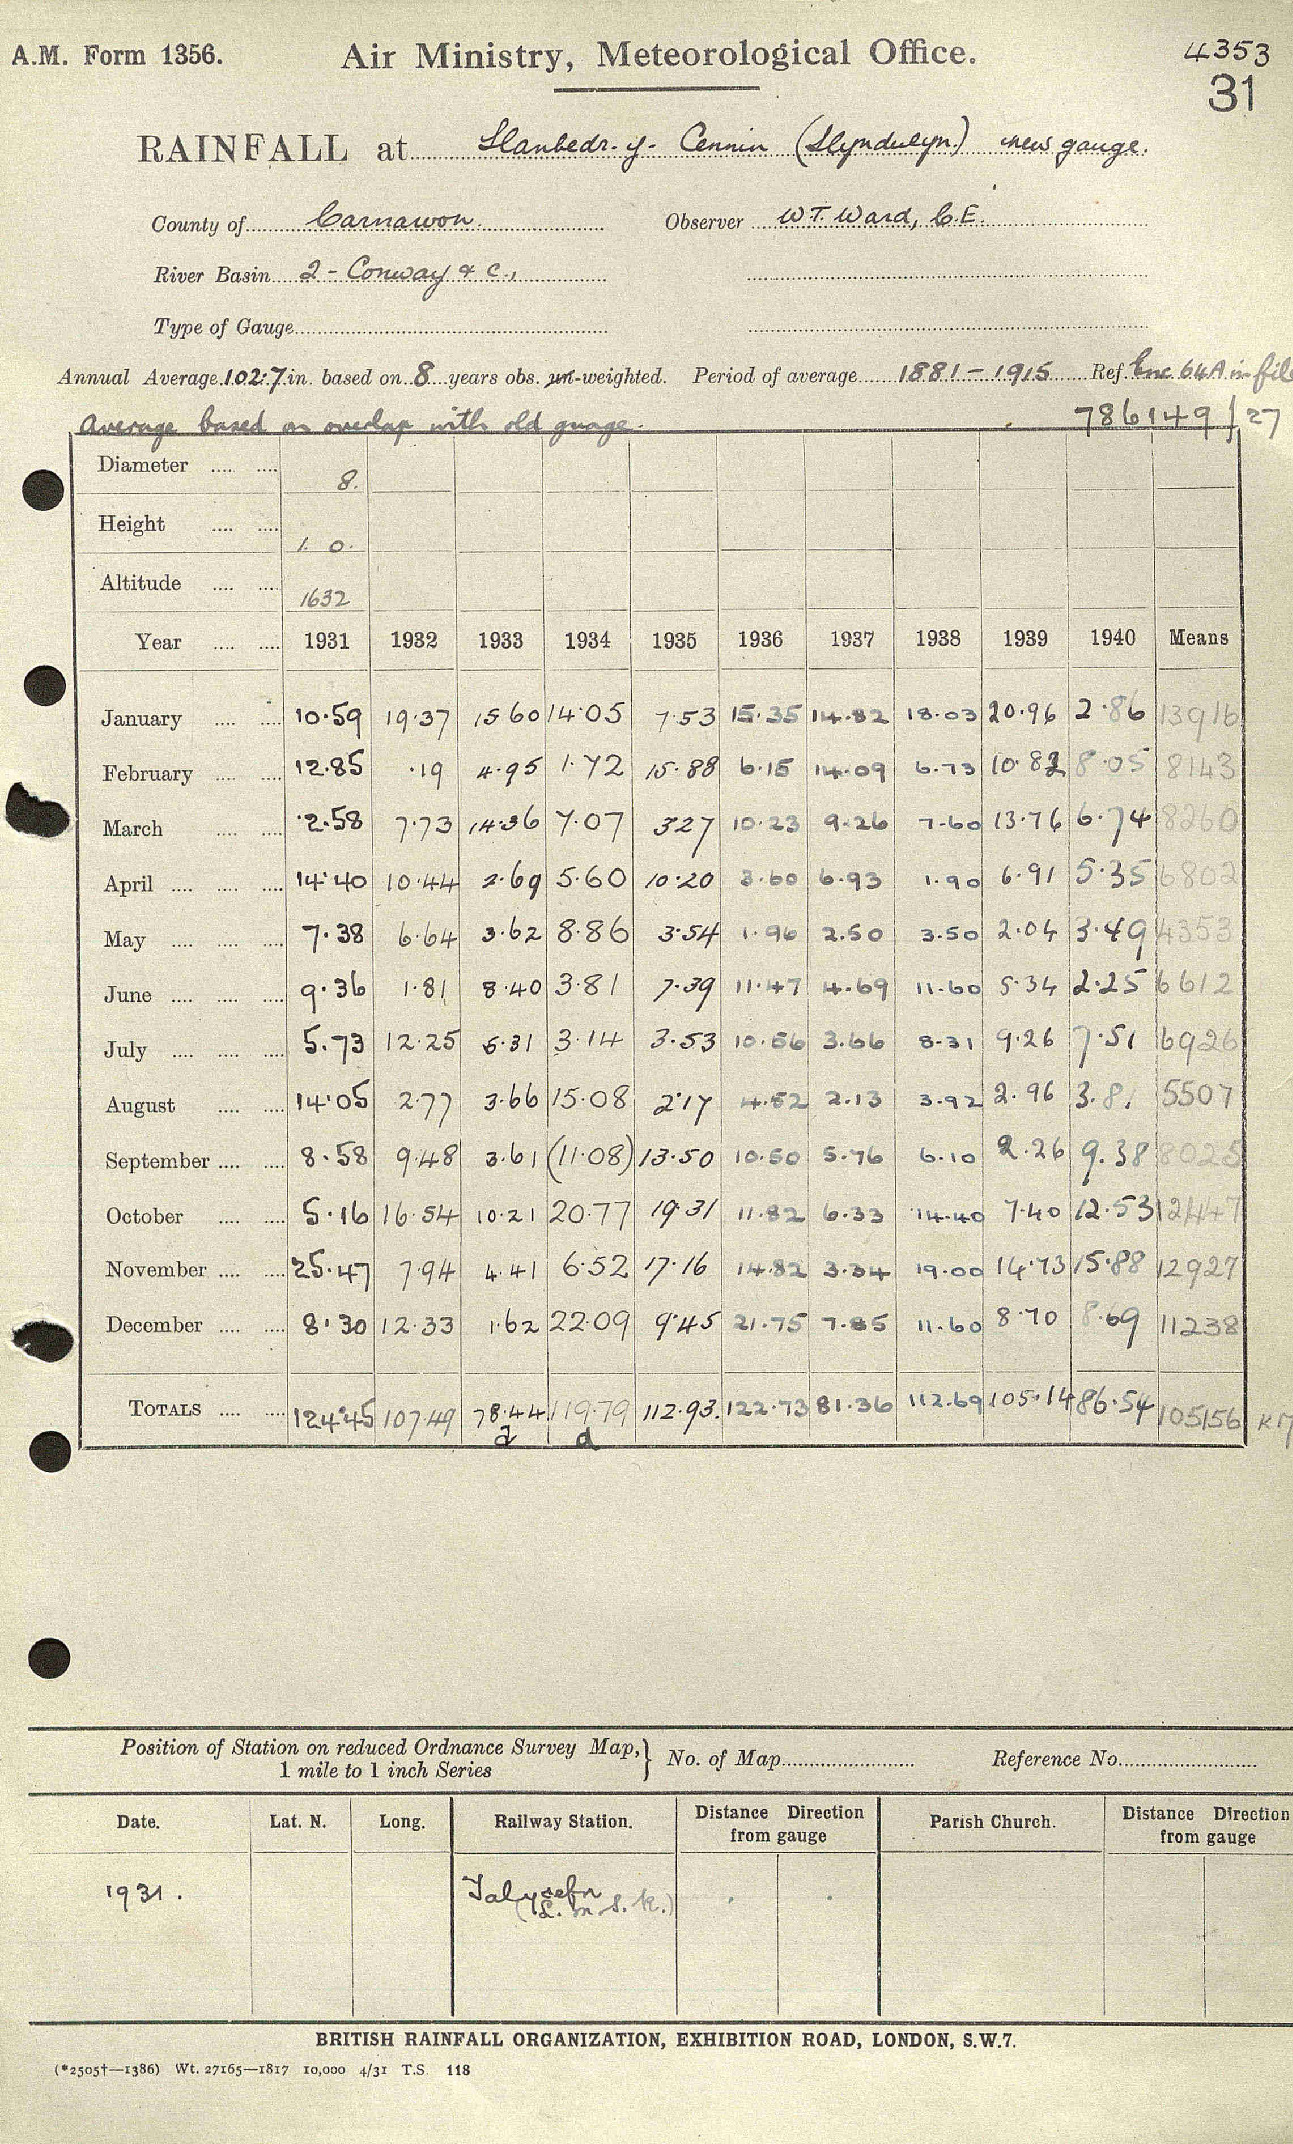 A.M. Form 1356. Air Ministry, Meteorological Office. 4353
31
RAINFALL at Llanbedr-y-Cennin (Llyndulyn) new gauge.
County of Carnarvon. Observer W.T. Ward, C.E.
River Basin 2 - Conway & c.,
Type of Gauge
Annual Average 102.7 in. based on 8 years obs. un-weighted. Period of average 1881 - 1915 Ref Enc 64A in file
Average based on overlap with old guage. 786149/27
Diameter 8.
Height 1. 0.
Altitude 1632
Year 1931 1932 1933 1934 1935 1936 1937 1938 1939 1940 Means
January 10.59 19.37 15.60 14.05 7.53 15.35 14.82 18.03 20.96 2.86 13916
February 12.85 .19 4.95 1.72 15.88 6.15 14.09 6.73 10.82 8.05 8143
March 2.58 7.73 14.36 7.07 3.27 10.23 9.26 7.60 13.76 6.74 8260
April 14.40 10.44 2.69 5.60 10.20 3.60 6.93 1.90 6.91 5.35 6802
May 7.38 6.64 3.62 8.86 3.54 1.96 2.50 3.50 2.04 3.49 4353
June 9.36 1.81 8.40 3.81 7.39 11.47 4.69 11.60 5.34 2.25 6612
July 5.73 12.25 5.31 3.14 3.53 10.56 3.66 8.31 9.26 7.51 6926
August 14.05 2.77 3.66 15.08 2.17 4.52 2.13 3.92 2.96 3.81 5507
September 8.58 9.48 3.61 (11.08) 13.50 10.50 5.76 6.10 2.26 9.38 8025
October 5.16 16.54 10.21 20.77 19.31 11.82 6.33 14.40 7.40 12.53 12447
November 25.47 7.94 4.41 6.52 17.16 14.82 3.34 19.00 14.73 15.88 12927
December 8.30 12.33 1.62 22.09 9.45 21.75 7.85 11.60 8.70 8.69 11238
TOTALS 124.45 107.49 78.44 119.79 112.93 122.73 81.36 112.69 105.14 86.54 105156
a a
Position of Station on reduced Ordnance Survey Map, 1 mile to 1 inch Series } No. of Map Reference No.
Date. Lat. N. Long. Railway Station. Distance Direction from gauge Parish Church. Distance Direction from gauge
1931. Talycefn
(L.M.S.R.)
BRITISH RAINFALL ORGANIZATION, EXHIBITION ROAD, LONDON, S.W.7.
(*2505†—1386) Wt. 27165—1817 10,000 4/31 T.S. 118